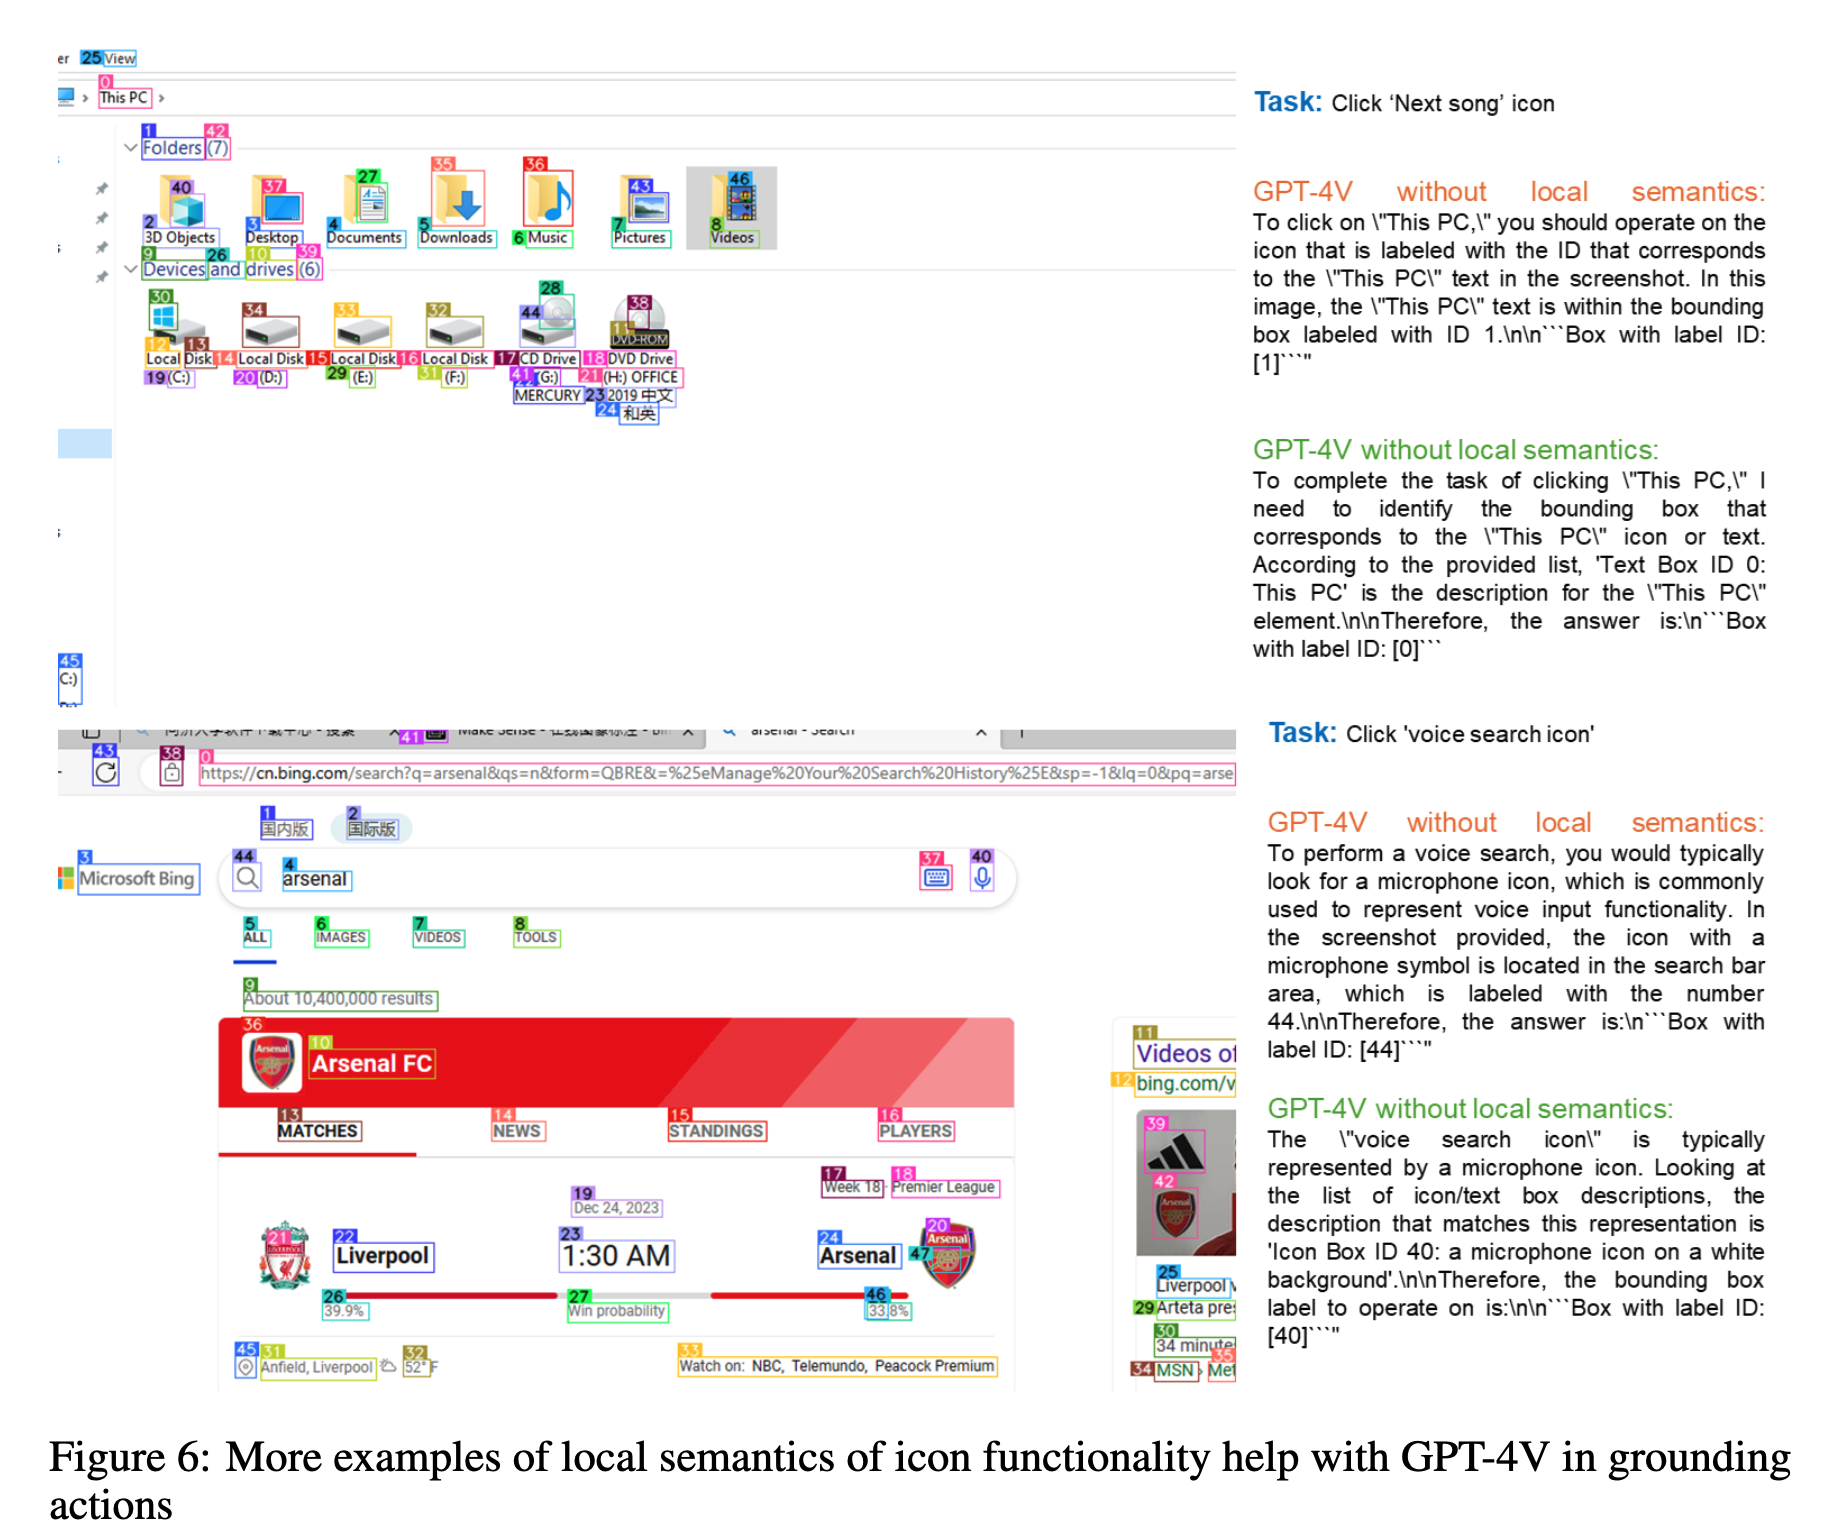 er 25 View
0
This PC
1 42
Folders (7)
40 37 27 35 36 43 46
2 3 4 5 6 7 8
3D Objects Desktop Documents Downloads Music Pictures Videos
9 26 10 39
Devices and drives (6)
30 34 33 32 44 28 38 11
DVD-ROM
12 13 14 15 16 17 18
Local Disk Local Disk Local Disk Local Disk CD Drive DVD Drive
19 (C:) 20 (D:) 29 (E:) 31 (F:) 41 (G:) 21 (H:) OFFICE
22 MERCURY 23 2019 中文
24 和英
45
C:)
Task: Click ‘Next song’ icon
GPT-4V without local semantics:
To click on \"This PC,\" you should operate on the
icon that is labeled with the ID that corresponds
to the \"This PC\" text in the screenshot. In this
image, the \"This PC\" text is within the bounding
box labeled with ID 1.\n\n```Box with label ID:
[1]```"
GPT-4V without local semantics:
To complete the task of clicking \"This PC,\" I
need to identify the bounding box that
corresponds to the \"This PC\" icon or text.
According to the provided list, 'Text Box ID 0:
This PC' is the description for the \"This PC\"
element.\n\nTherefore, the answer is:\n```Box
with label ID: [0]```
41 arsenal - Search
43 38 0
https://cn.bing.com/search?q=arsenal&qs=n&form=QBRE&=%25eManage%20Your%20Search%20History%25E&sp=-1&lq=0&pq=arse
1 2
国内版 国际版
3 44 4 37 40
Microsoft Bing arsenal
5 6 7 8
ALL IMAGES VIDEOS TOOLS
9
About 10,400,000 results
36
Arsenal
10
Arsenal FC
13 14 15 16
MATCHES NEWS STANDINGS PLAYERS
17 18
Week 18 · Premier League
19
Dec 24, 2023
21 22 23 24 20
Liverpool 1:30 AM Arsenal 47 Arsenal
26 27 46
39.9% Win probability 33.8%
45 31 32 33
Anfield, Liverpool 52° F Watch on: NBC, Telemundo, Peacock Premium
11
Videos of
12 bing.com/v
39
42
Arsenal
25
Liverpool v
29 Arteta pre
30
34 minute
35
34 MSN › Met
Task: Click 'voice search icon'
GPT-4V without local semantics:
To perform a voice search, you would typically
look for a microphone icon, which is commonly
used to represent voice input functionality. In
the screenshot provided, the icon with a
microphone symbol is located in the search bar
area, which is labeled with the number
44.\n\nTherefore, the answer is:\n```Box with
label ID: [44]```"
GPT-4V without local semantics:
The \"voice search icon\" is typically
represented by a microphone icon. Looking at
the list of icon/text box descriptions, the
description that matches this representation is
'Icon Box ID 40: a microphone icon on a white
background'.\n\nTherefore, the bounding box
label to operate on is:\n\n```Box with label ID:
[40]```"
Figure 6: More examples of local semantics of icon functionality help with GPT-4V in grounding
actions